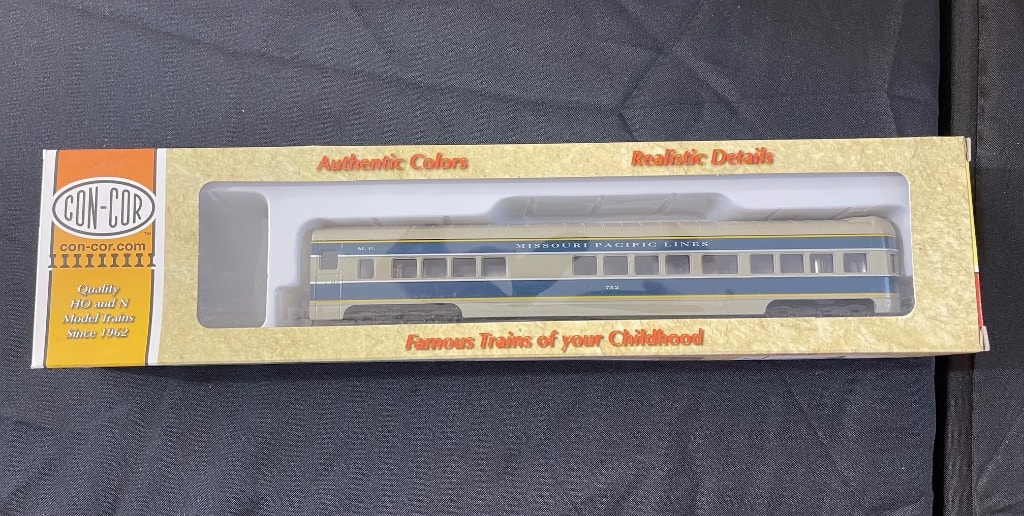 Authentic Colors
Realistic Details
CON-COR
TM
con-cor.com
Quality
HO and N
Model Trains
Since 1962
M. P.
MISSOURI PACIFIC LINES
752
Famous Trains of your Childhood